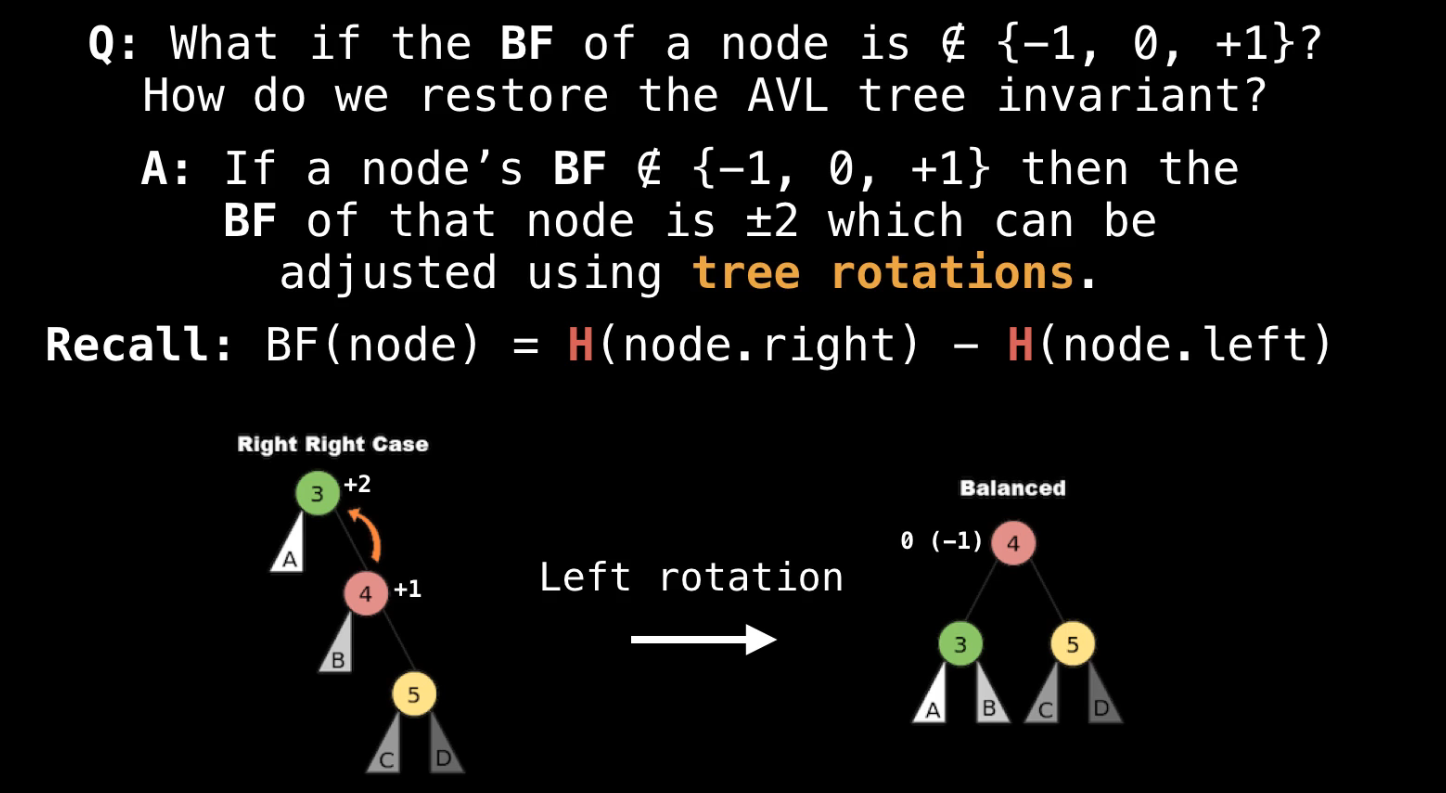 Q: What if the BF of a node is ∉ {−1, 0, +1}?
How do we restore the AVL tree invariant?
A: If a node’s BF ∉ {−1, 0, +1} then the
BF of that node is ±2 which can be
adjusted using tree rotations.
Recall: BF(node) = H(node.right) − H(node.left)
Right Right Case
3 +2
A
4 +1
B
5
C D
Left rotation
Balanced
0 (−1) 4
3 5
A B C D